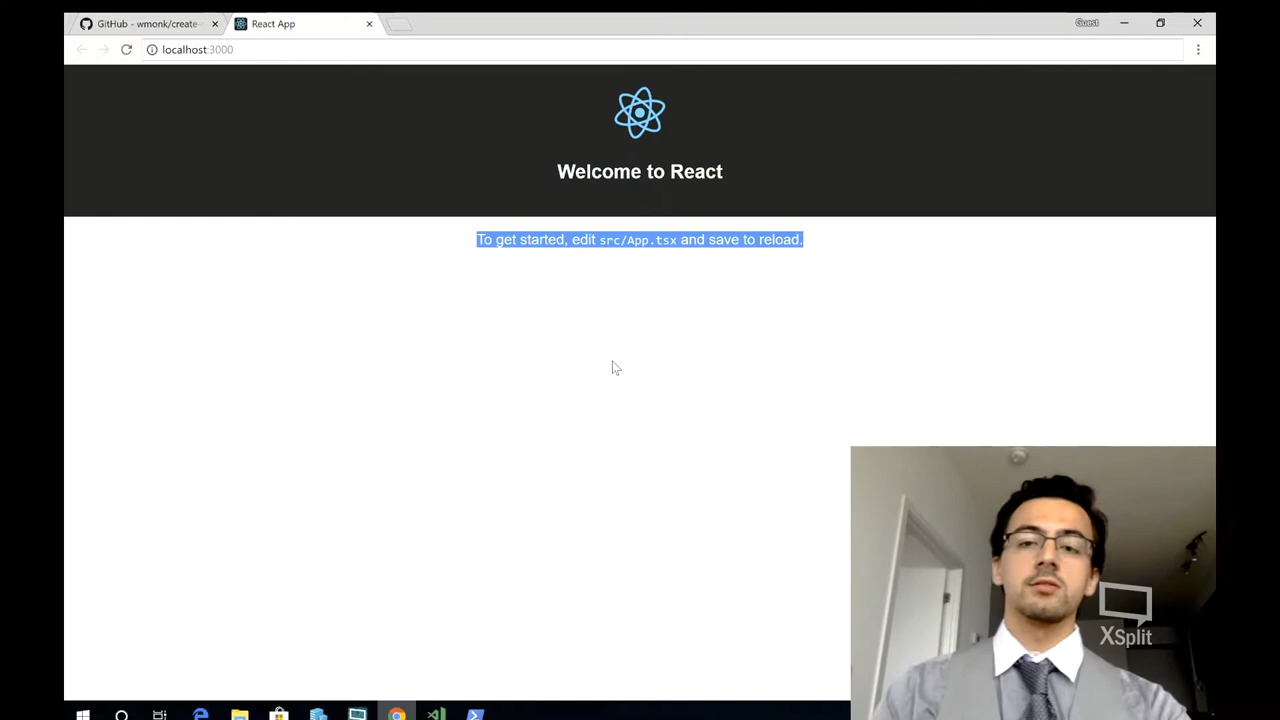 GitHub - wmonk/create-
React App
Guest
localhost:3000
Welcome to React
To get started, edit src/App.tsx and save to reload.
XSplit